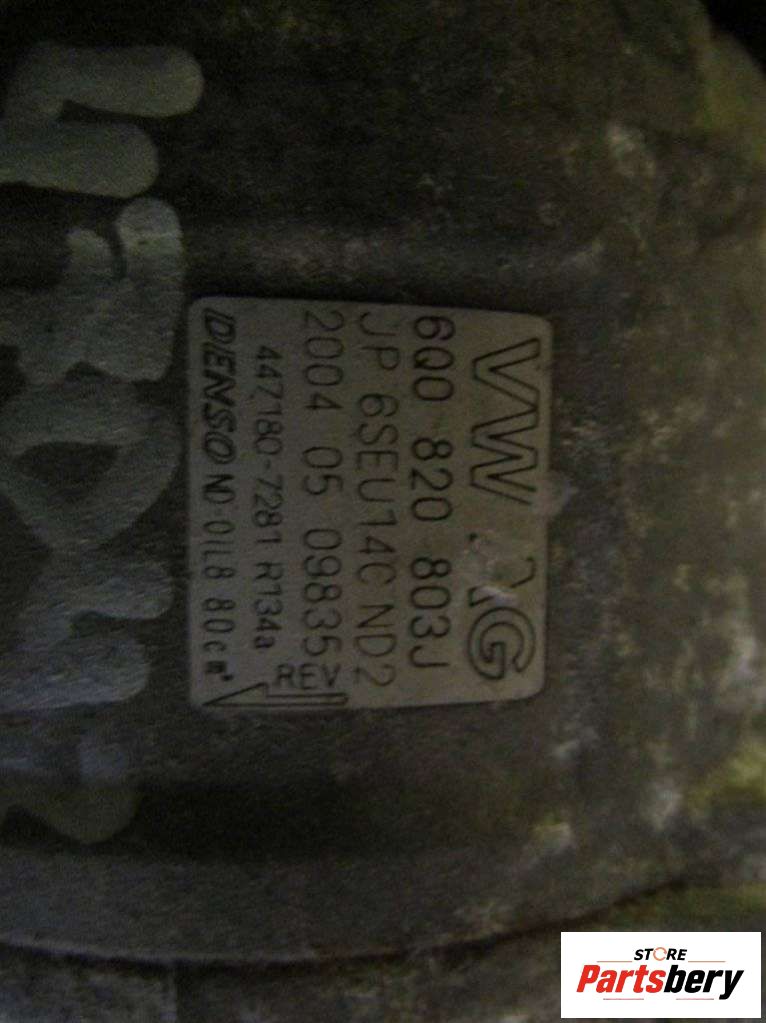 VW AG
6Q0 820 803J
JP 6SEU14C ND2
2004 05 09835
REV
447180-7281 R134a
DENSO ND OIL8 80cm³
STORE
Partsbery